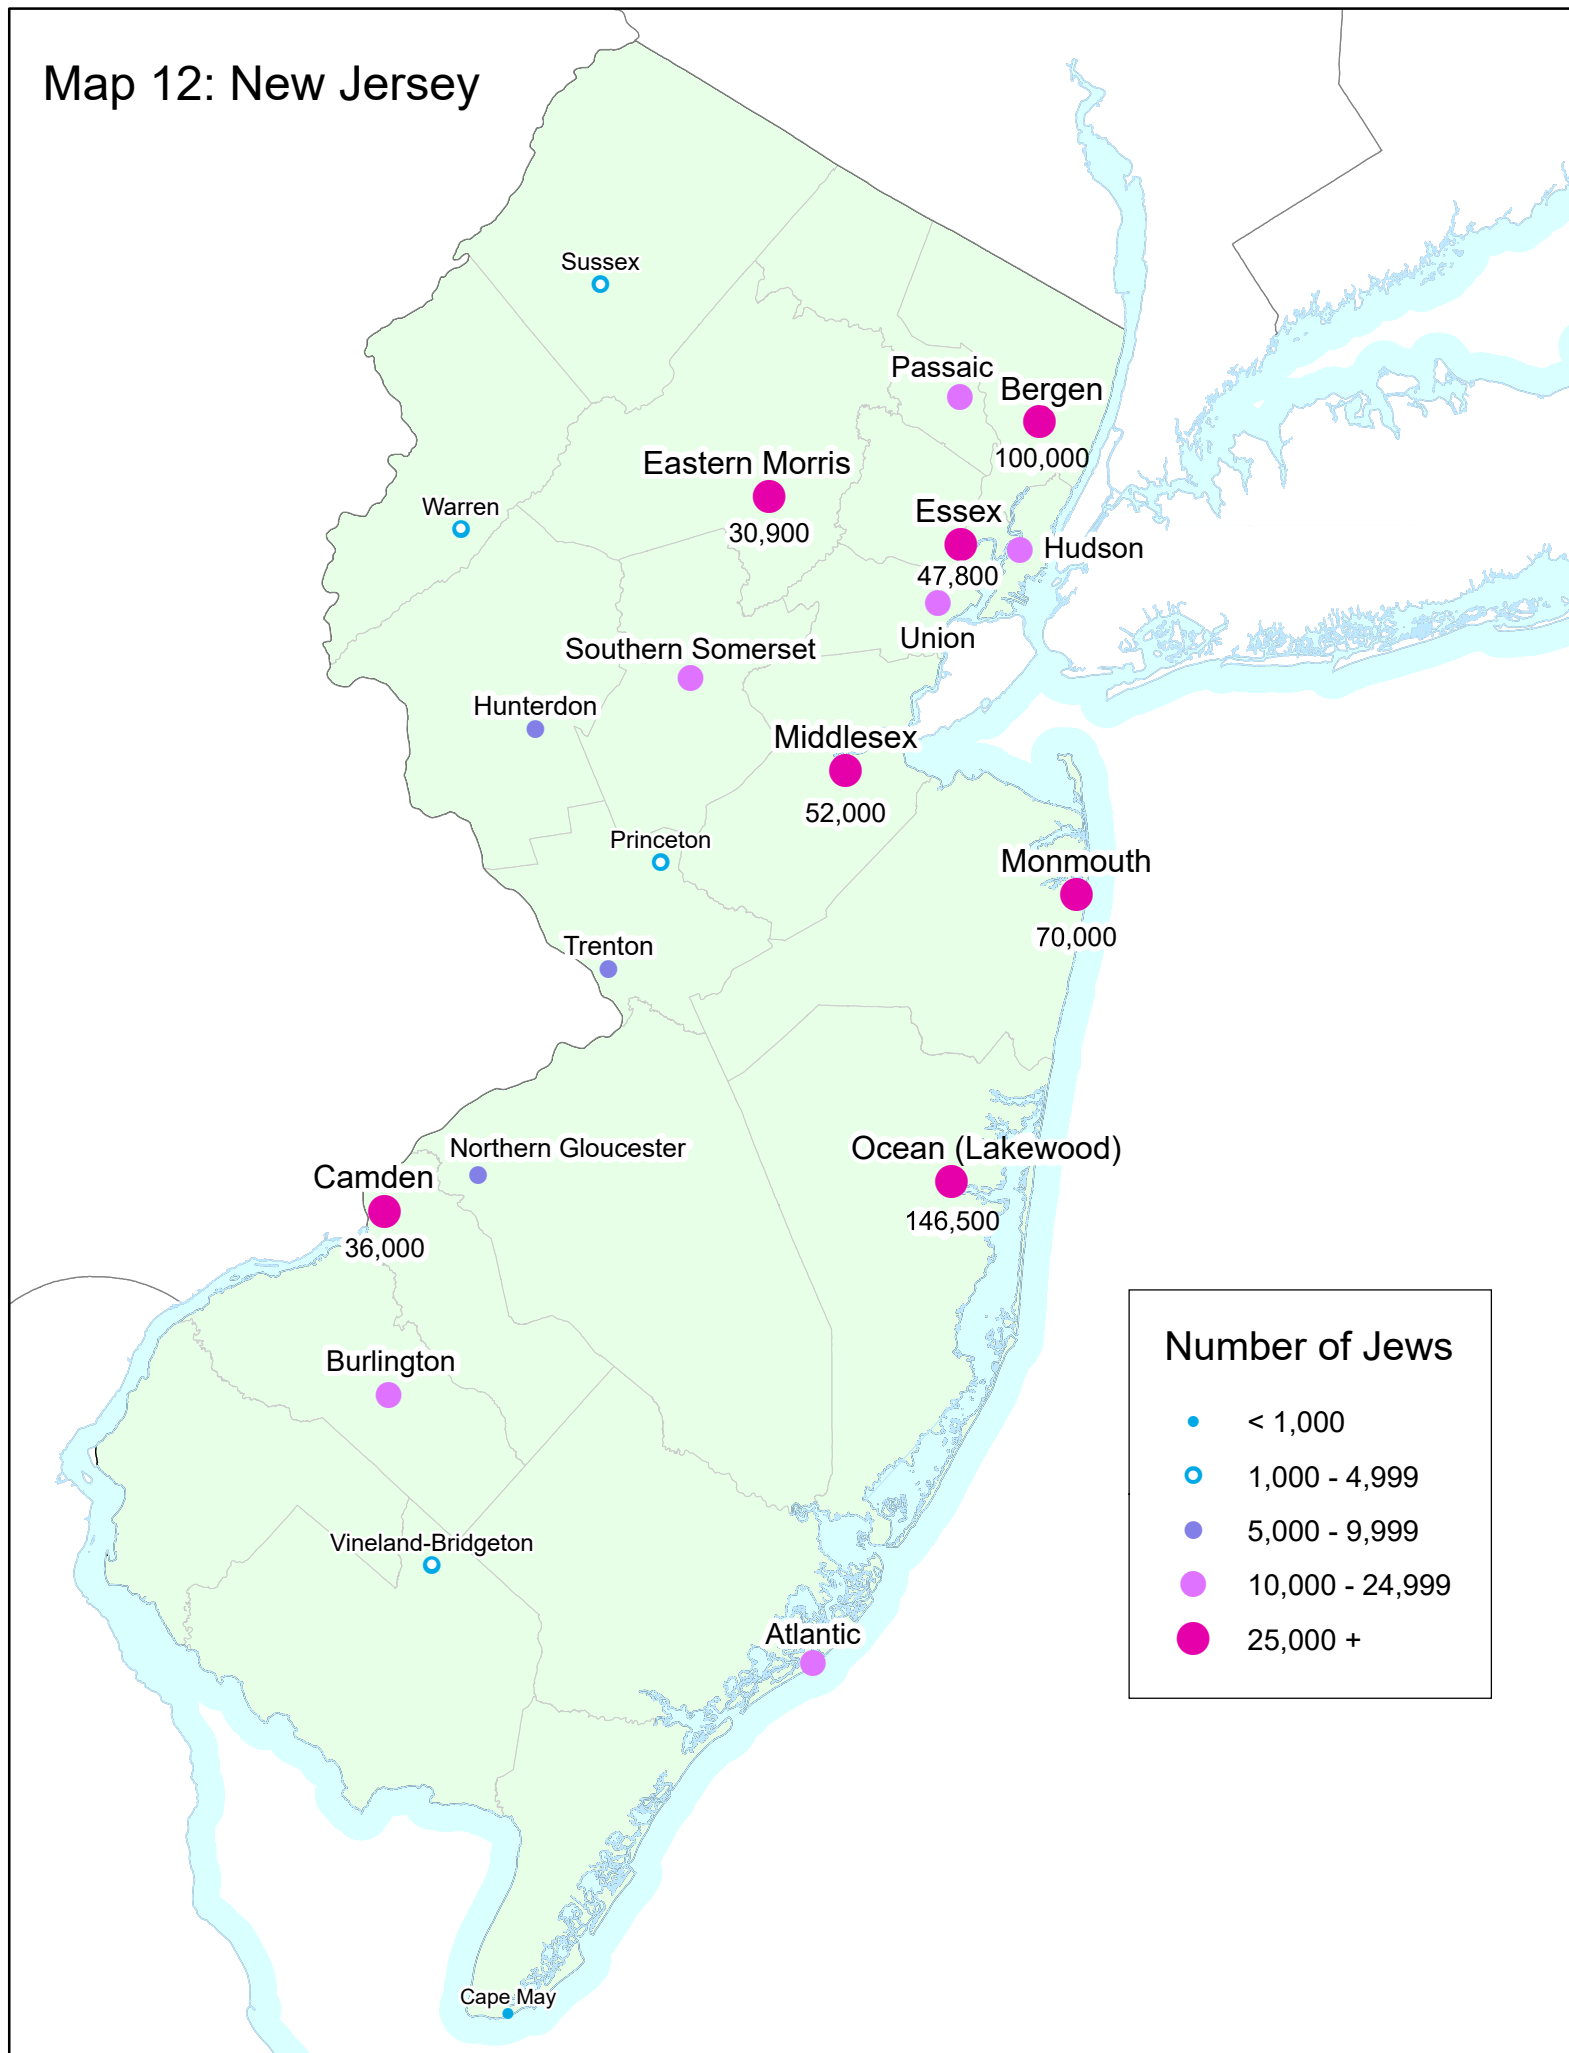 Map 12: New Jersey
Sussex
Passaic
Bergen
100,000
Eastern Morris
30,900
Warren
Essex
47,800
Hudson
Union
Southern Somerset
Hunterdon
Middlesex
52,000
Princeton
Monmouth
70,000
Trenton
Northern Gloucester
Ocean (Lakewood)
146,500
Camden
36,000
Burlington
Vineland-Bridgeton
Atlantic
Cape May
Number of Jews
< 1,000
1,000 - 4,999
5,000 - 9,999
10,000 - 24,999
25,000 +